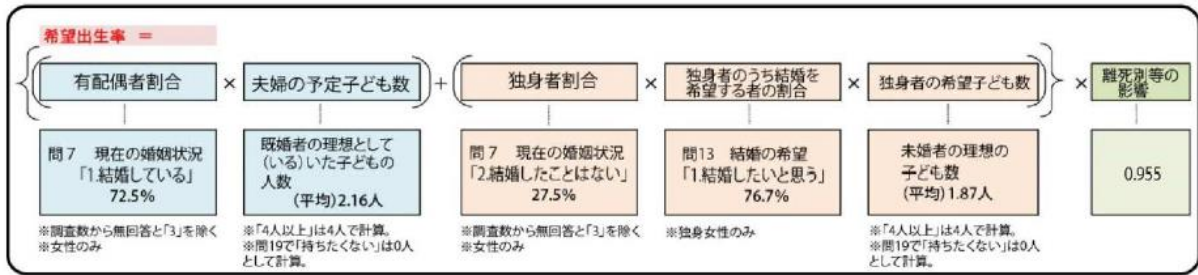 希望出生率 ＝
有配偶者割合 × 夫婦の予定子ども数 + 独身者割合 × 独身者のうち結婚を
希望する者の割合 × 独身者の希望子ども数 × 離死別等の
影響
問7 現在の婚姻状況
「1.結婚している」
72.5%
既婚者の理想として
(いる)いた子どもの
人数
(平均)2.16人
問7 現在の婚姻状況
「2.結婚したことはない」
27.5%
問13 結婚の希望
「1.結婚したいと思う」
76.7%
未婚者の理想の
子ども数
(平均)1.87人
0.955
※調査数から無回答と「3」を除く
※女性のみ
※「4人以上」は4人で計算。
※問19で「持ちたくない」は0人
として計算。
※調査数から無回答と「3」を除く
※女性のみ
※独身女性のみ
※「4人以上」は4人で計算。
※問19で「持ちたくない」は0人
として計算。